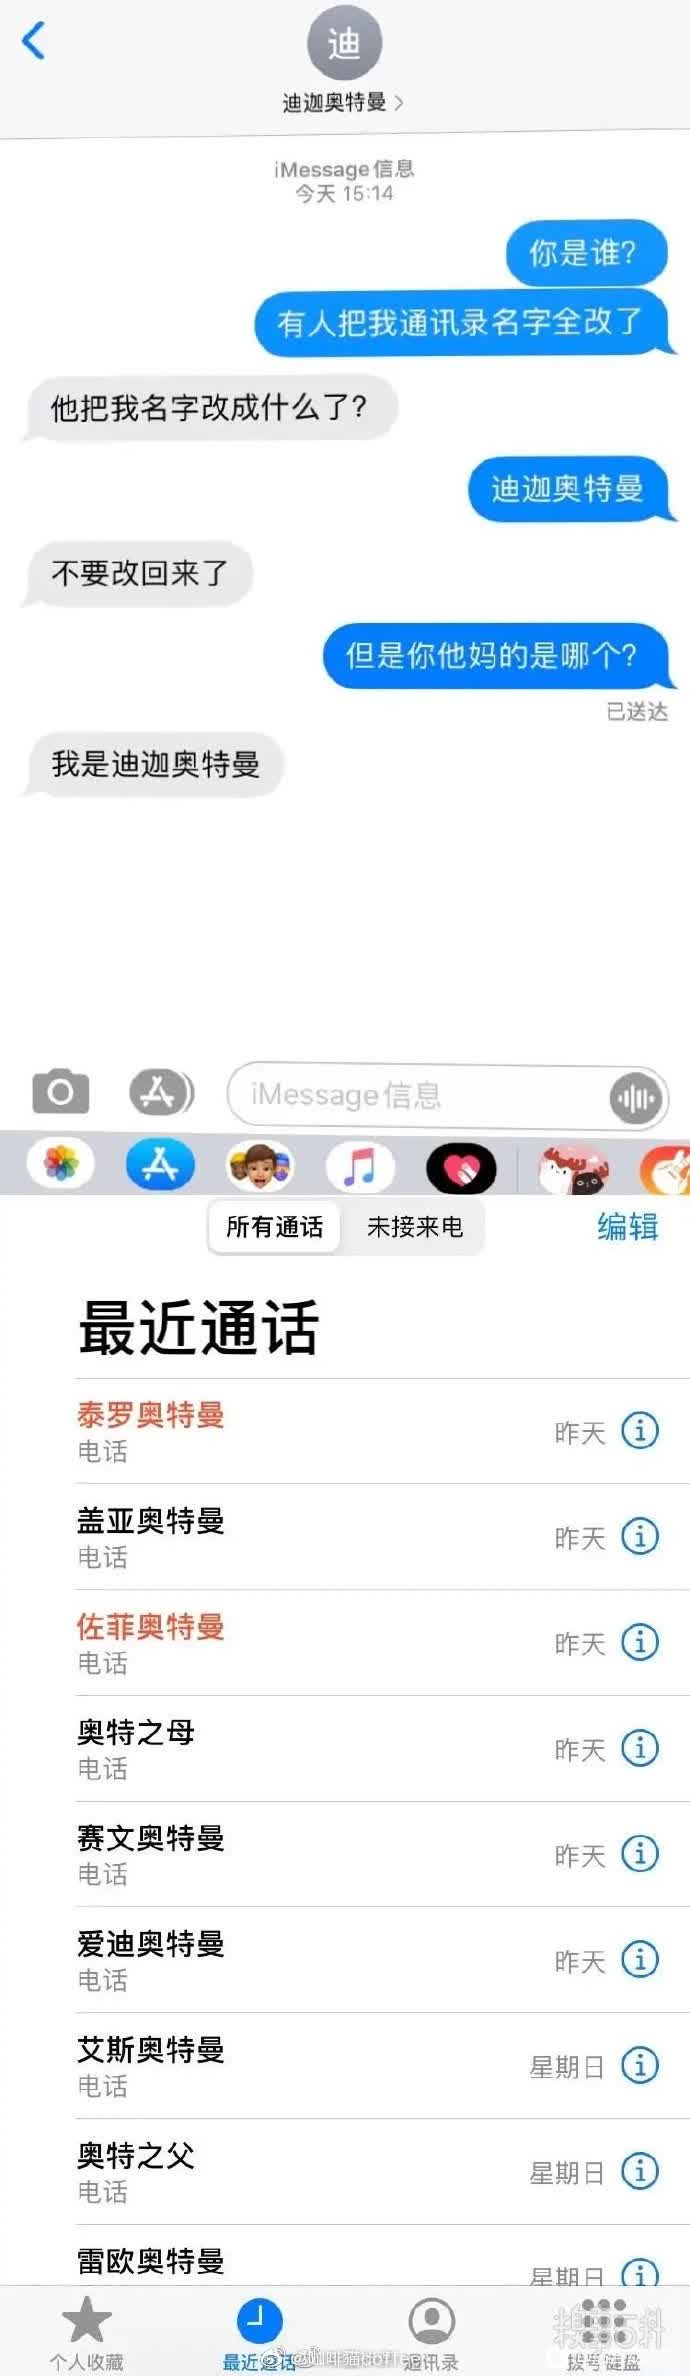 迪
迪迦奥特曼
iMessage信息
今天 15:14
你是谁？
有人把我通讯录名字全改了
他把我名字改成什么了？
迪迦奥特曼
不要改回来了
但是你他妈的是哪个？
已送达
我是迪迦奥特曼
iMessage信息
所有通话 未接来电 编辑
最近通话
泰罗奥特曼
电话 昨天
盖亚奥特曼
电话 昨天
佐菲奥特曼
电话 昨天
奥特之母
电话 昨天
赛文奥特曼
电话 昨天
爱迪奥特曼
电话 昨天
艾斯奥特曼
电话 星期日
奥特之父
电话 星期日
雷欧奥特曼
星期日
个人收藏 最近通话 通讯录 拨号键盘